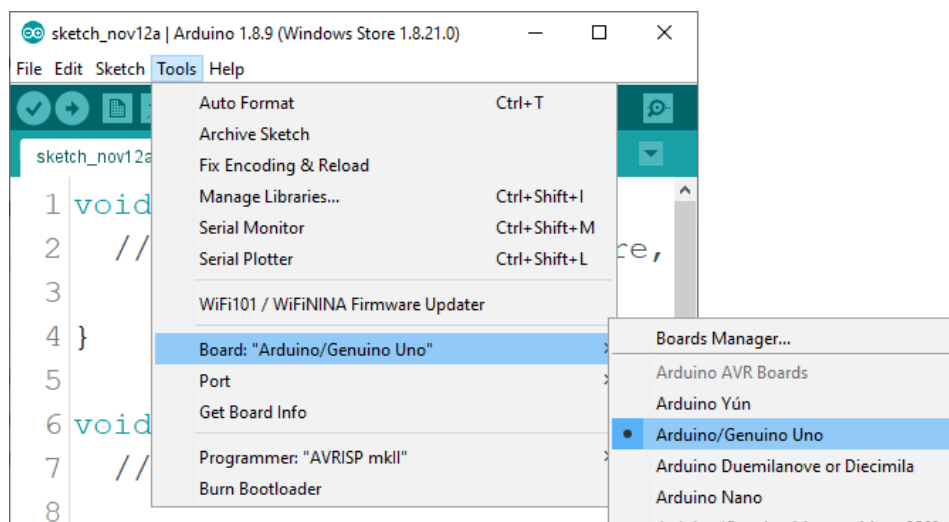 sketch_nov12a | Arduino 1.8.9 (Windows Store 1.8.21.0)
File Edit Sketch Tools Help
sketch_nov12a
Auto Format Ctrl+T
Archive Sketch
Fix Encoding & Reload
Manage Libraries... Ctrl+Shift+I
Serial Monitor Ctrl+Shift+M
Serial Plotter Ctrl+Shift+L
WiFi101 / WiFiNINA Firmware Updater
Board: "Arduino/Genuino Uno"
Port
Get Board Info
Programmer: "AVRISP mkII"
Burn Bootloader
Boards Manager...
Arduino AVR Boards
Arduino Yún
Arduino/Genuino Uno
Arduino Duemilanove or Diecimila
Arduino Nano
1 void
2 // re,
3
4 }
5
6 void
7 //
8